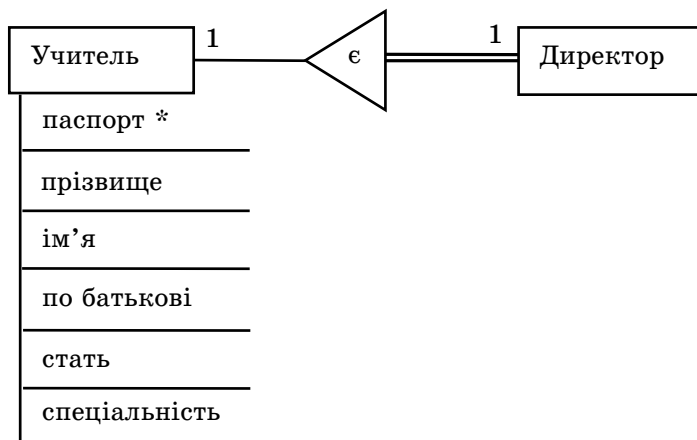 Учитель 1 є 1 Директор
паспорт *
прізвище
ім’я
по батькові
стать
спеціальність